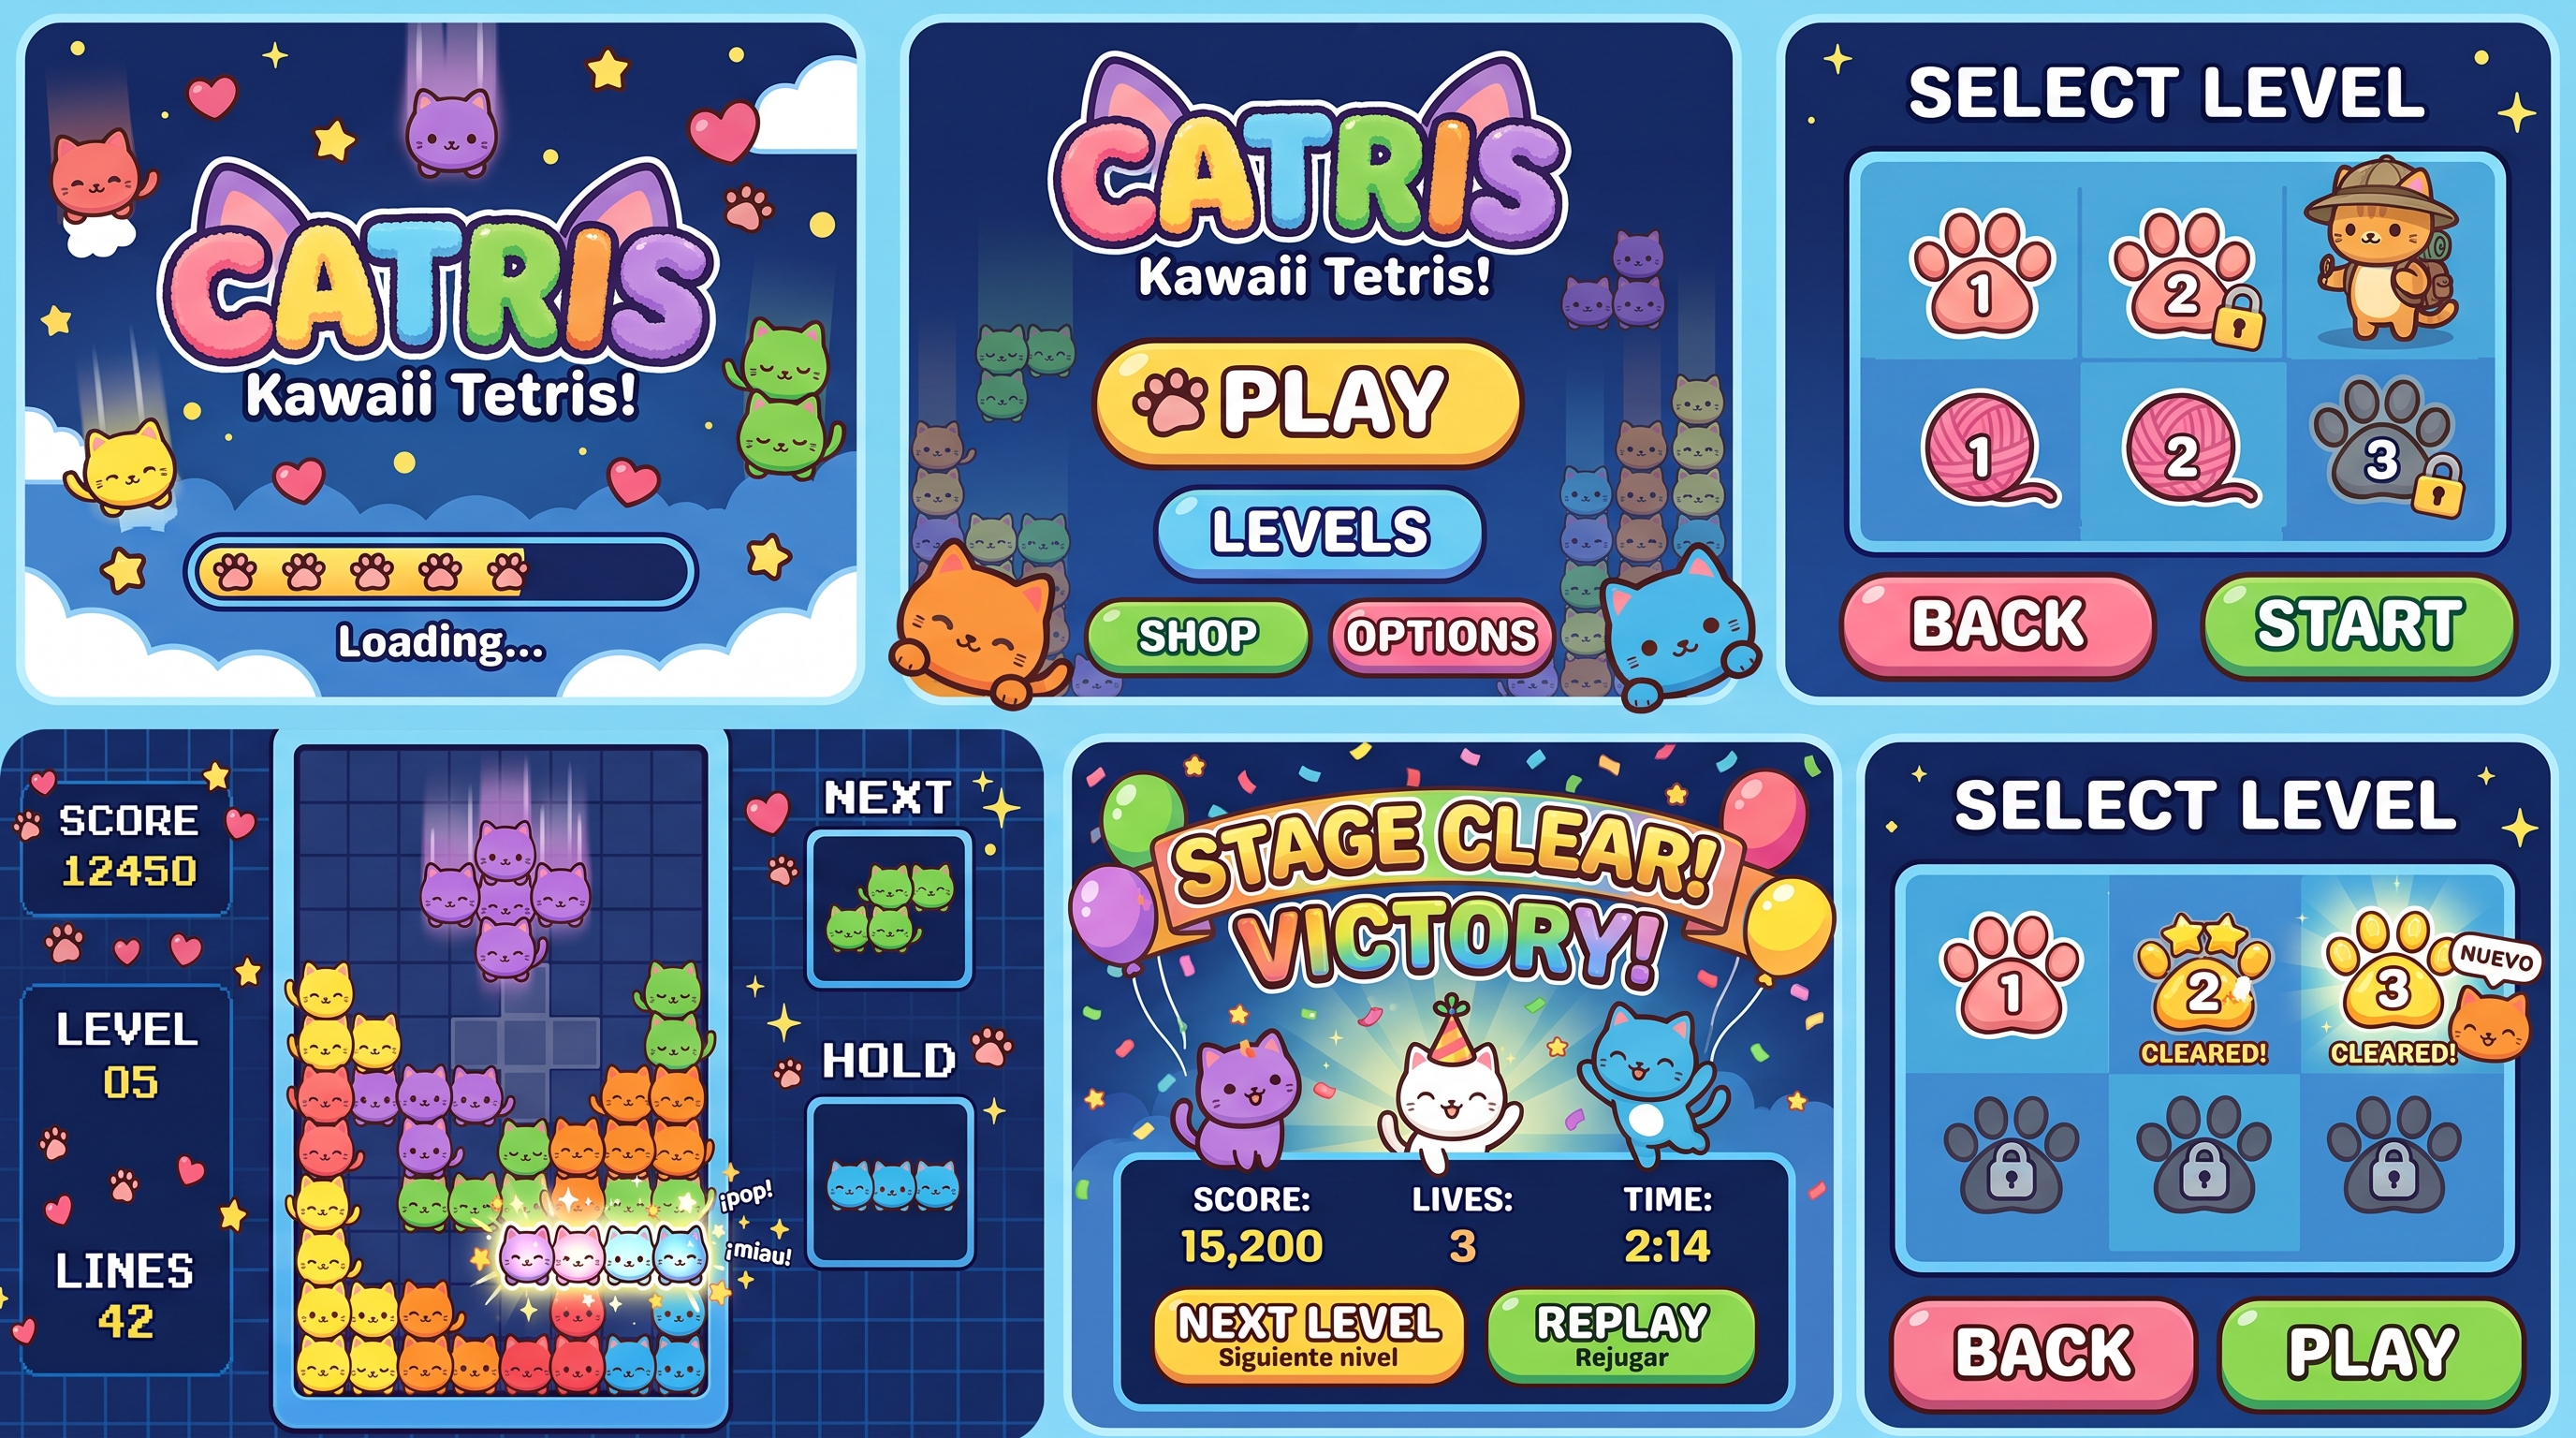 CATRIS
Kawaii Tetris!
Loading...
CATRIS
Kawaii Tetris!
PLAY
LEVELS
SHOP
OPTIONS
SELECT LEVEL
1
2
1
2
3
BACK
START
SCORE
12450
LEVEL
05
LINES
42
¡pop!
¡miau!
NEXT
HOLD
STAGE CLEAR!
VICTORY!
SCORE:
15,200
LIVES:
3
TIME:
2:14
NEXT LEVEL
Siguiente nivel
REPLAY
Rejugar
SELECT LEVEL
1
2
CLEARED!
3
CLEARED!
NUEVO
BACK
PLAY